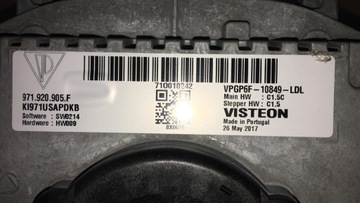 971.920.905.F
KI971USAPDKB
Software : SW0214
Hardware : HW009
710010242
VPGP6F-10849-LDL
Main HW : C1.5C
Stepper HW : C1.5
VISTEON
Made in Portugal
26 May 2017